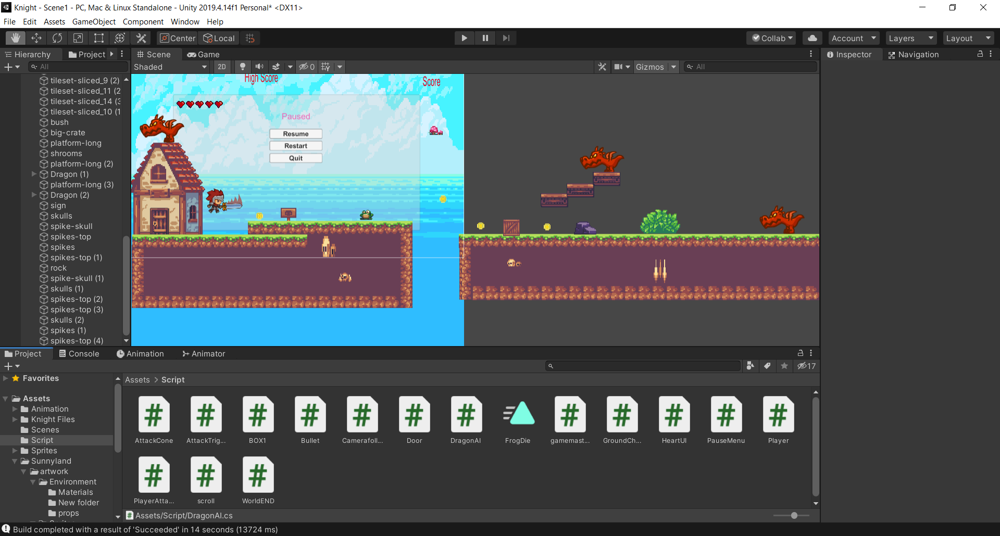 Knight - Scene1 - PC, Mac & Linux Standalone - Unity 2019.4.14f1 Personal* <DX11>
File Edit Assets GameObject Component Window Help
Center Local Collab Account Layers Layout
Hierarchy Project Scene Game Inspector Navigation
All Shaded 2D 0 Gizmos All
tileset-sliced_9 (2)
tileset-sliced_11 (2
tileset-sliced_14 (3
tileset-sliced_10 (1
bush
big-crate
platform-long
shrooms
platform-long (2)
Dragon (1)
platform-long (3)
Dragon (2)
sign
skulls
spike-skull
spikes-top
spikes
spikes-top (1)
rock
spike-skull (1)
skulls (1)
spikes-top (2)
spikes-top (3)
skulls (2)
spikes (1)
spikes-top (4)
High Score
Score
Paused
Resume
Restart
Quit
Project Console Animation Animator
17
Favorites
Assets
Animation
Knight Files
Scenes
Script
Sprites
Sunnyland
artwork
Environment
Materials
New folder
props
Assets > Script
AttackCone AttackTrig... BOX1 Bullet Camerafoll... Door DragonAI FrogDie gamemast... GroundCh... HeartUI PauseMenu Player
PlayerAtta... scroll WorldEND
Assets/Script/DragonAI.cs
Build completed with a result of 'Succeeded' in 14 seconds (13724 ms)